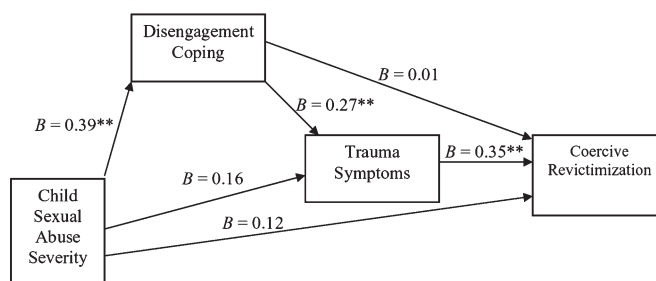 Disengagement
Coping
B = 0.01
B = 0.39**
B = 0.27**
Trauma
Symptoms
B = 0.35**
Coercive
Revictimization
B = 0.16
Child
Sexual
Abuse
Severity
B = 0.12